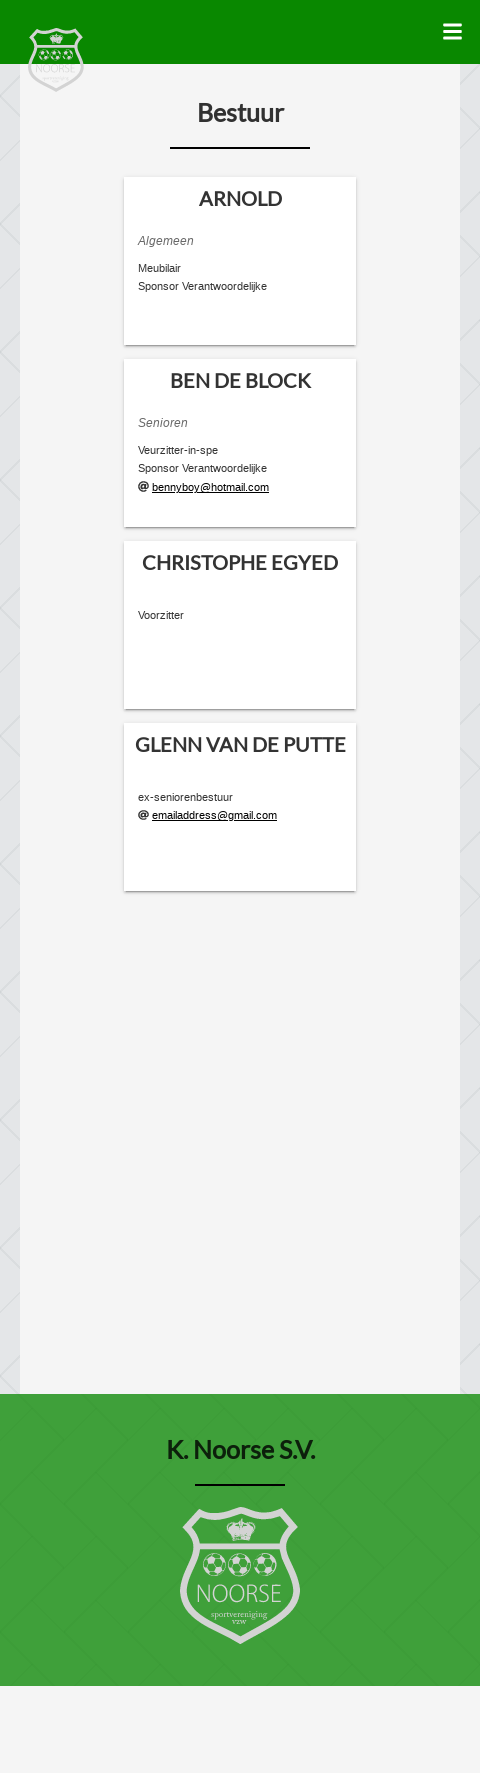 NOORSE
Bestuur
ARNOLD
Algemeen
Meubilair
Sponsor Verantwoordelijke
BEN DE BLOCK
Senioren
Veurzitter-in-spe
Sponsor Verantwoordelijke
@ bennyboy@hotmail.com
CHRISTOPHE EGYED
Voorzitter
GLENN VAN DE PUTTE
ex-seniorenbestuur
@ emailaddress@gmail.com
K. Noorse S.V.
NOORSE
sportvereniging
vzw